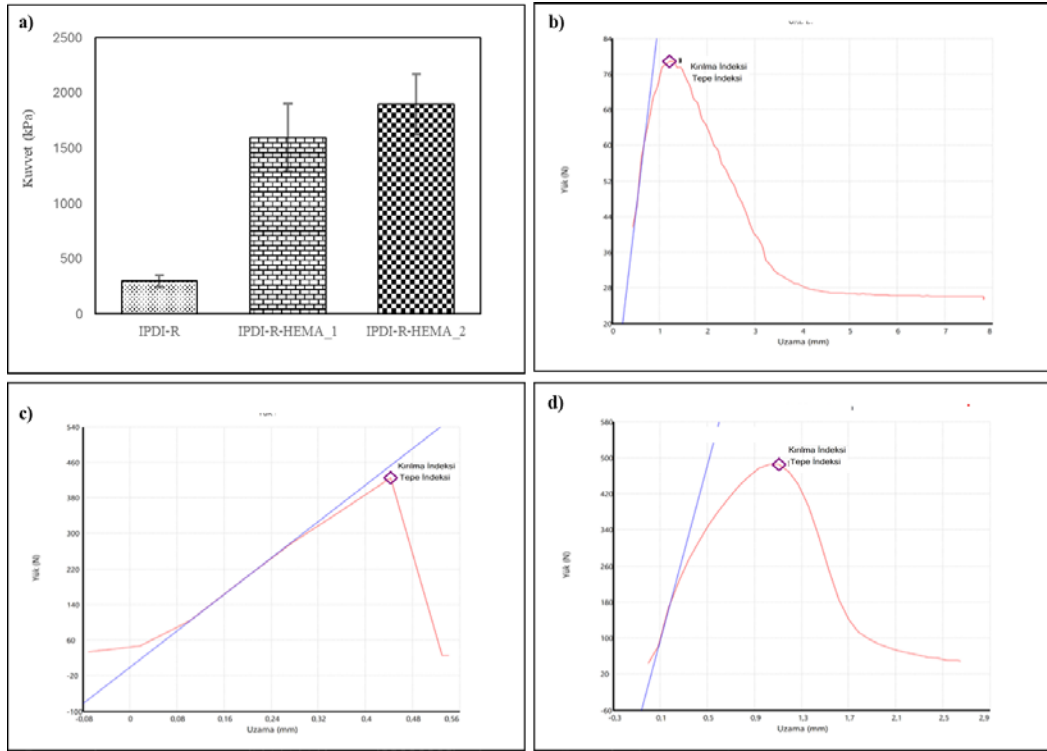 a)
Kuvvet (kPa)
2500
2000
1500
1000
500
0
IPDI-R
IPDI-R-HEMA_1
IPDI-R-HEMA_2
b)
Yük (N)
84
76
68
60
52
44
36
28
20
Kırılma İndeksi
Tepe İndeksi
0 1 2 3 4 5 6 7 8
Uzama (mm)
c)
Yük (N)
540
460
380
300
220
140
60
-20
-100
Kırılma İndeksi
Tepe İndeksi
-0.08 0 0,08 0,16 0,24 0,32 0,4 0,48 0,56
Uzama (mm)
d)
Yük (N)
580
500
420
340
260
180
100
20
-60
Kırılma İndeksi
Tepe İndeksi
-0.3 0,1 0,5 0,9 1,3 1,7 2,1 2,5 2,9
Uzama (mm)